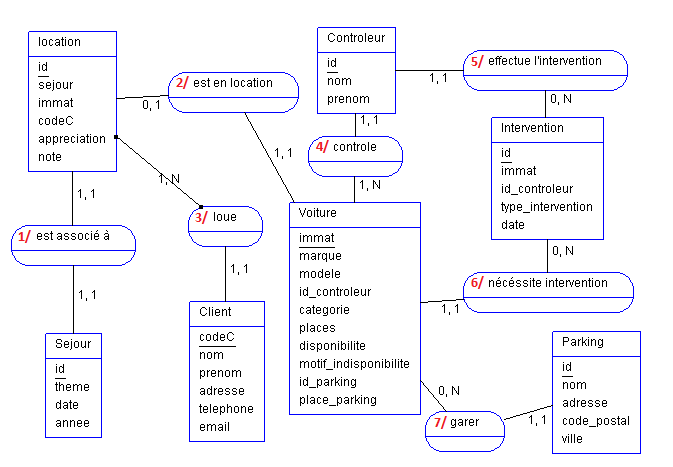 location
id
sejour
immat
codeC
appreciation
note
2/ est en location
0, 1
1, 1
Controleur
id
nom
prenom
5/ effectue l'intervention
1, 1
0, N
1, 1
4/ controle
1, N
Intervention
id
immat
id_controleur
type_intervention
date
1, N
1, 1
3/ loue
1, 1
1/ est associé à
1, 1
Voiture
immat
marque
modele
id_controleur
categorie
places
disponibilite
motif_indisponibilite
id_parking
place_parking
0, N
6/ nécéssite intervention
1, 1
Client
codeC
nom
prenom
adresse
telephone
email
Sejour
id
theme
date
annee
Parking
id
nom
adresse
code_postal
ville
0, N
1, 1
7/ garer